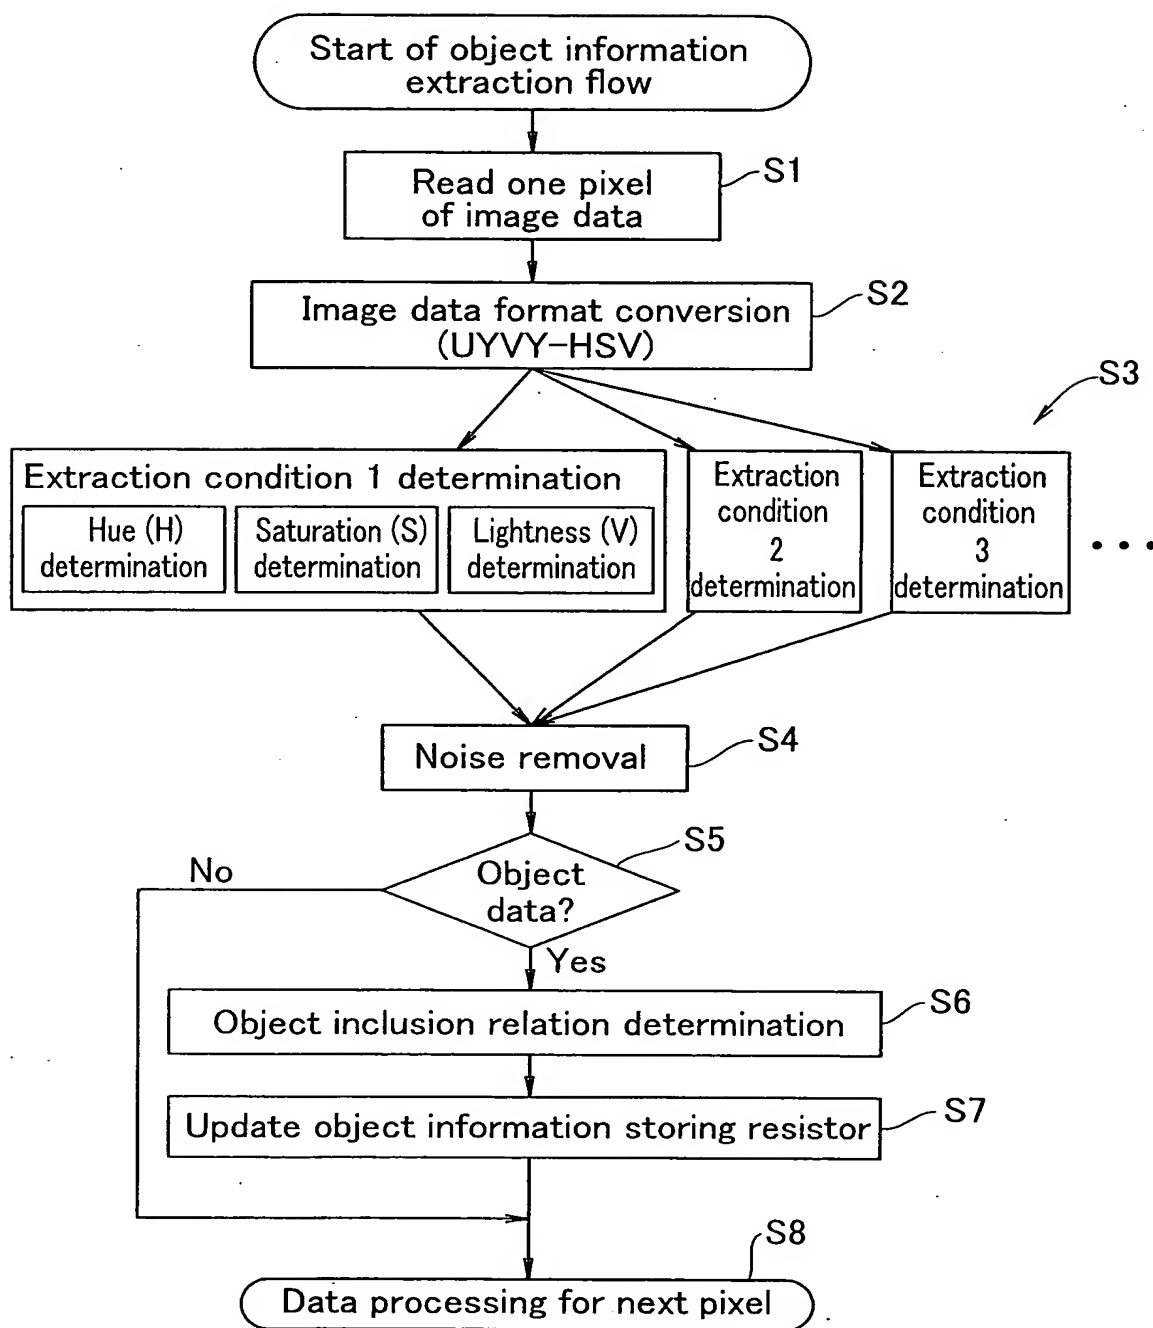 Start of object information
extraction flow
S1
Read one pixel
of image data
S2
Image data format conversion
(UYVY-HSV)
S3
Extraction condition 1 determination
Hue (H)
determination
Saturation (S)
determination
Lightness (V)
determination
Extraction
condition
2
determination
Extraction
condition
3
determination
• • •
S4
Noise removal
S5
No
Object
data?
Yes
S6
Object inclusion relation determination
S7
Update object information storing resistor
S8
Data processing for next pixel